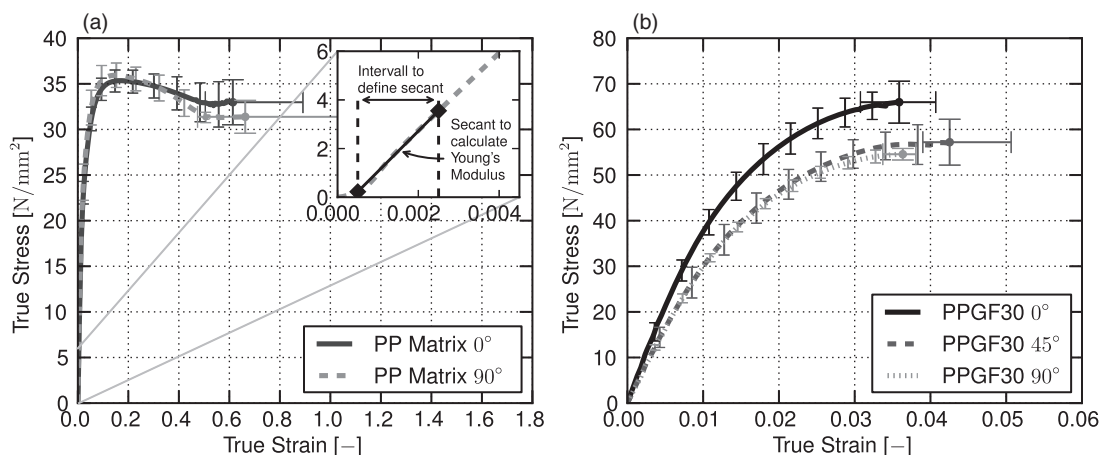 (a)
True Stress [N/mm²]
40
35
30
25
20
15
10
5
0
0.0 0.2 0.4 0.6 0.8 1.0 1.2 1.4 1.6 1.8
True Strain [−]
6
4
2
0
0.000 0.002 0.004
Intervall to
define secant
Secant to
calculate
Young's
Modulus
PP Matrix 0°
PP Matrix 90°
(b)
True Stress [N/mm²]
80
70
60
50
40
30
20
10
0
0.00 0.01 0.02 0.03 0.04 0.05 0.06
True Strain [−]
PPGF30 0°
PPGF30 45°
PPGF30 90°